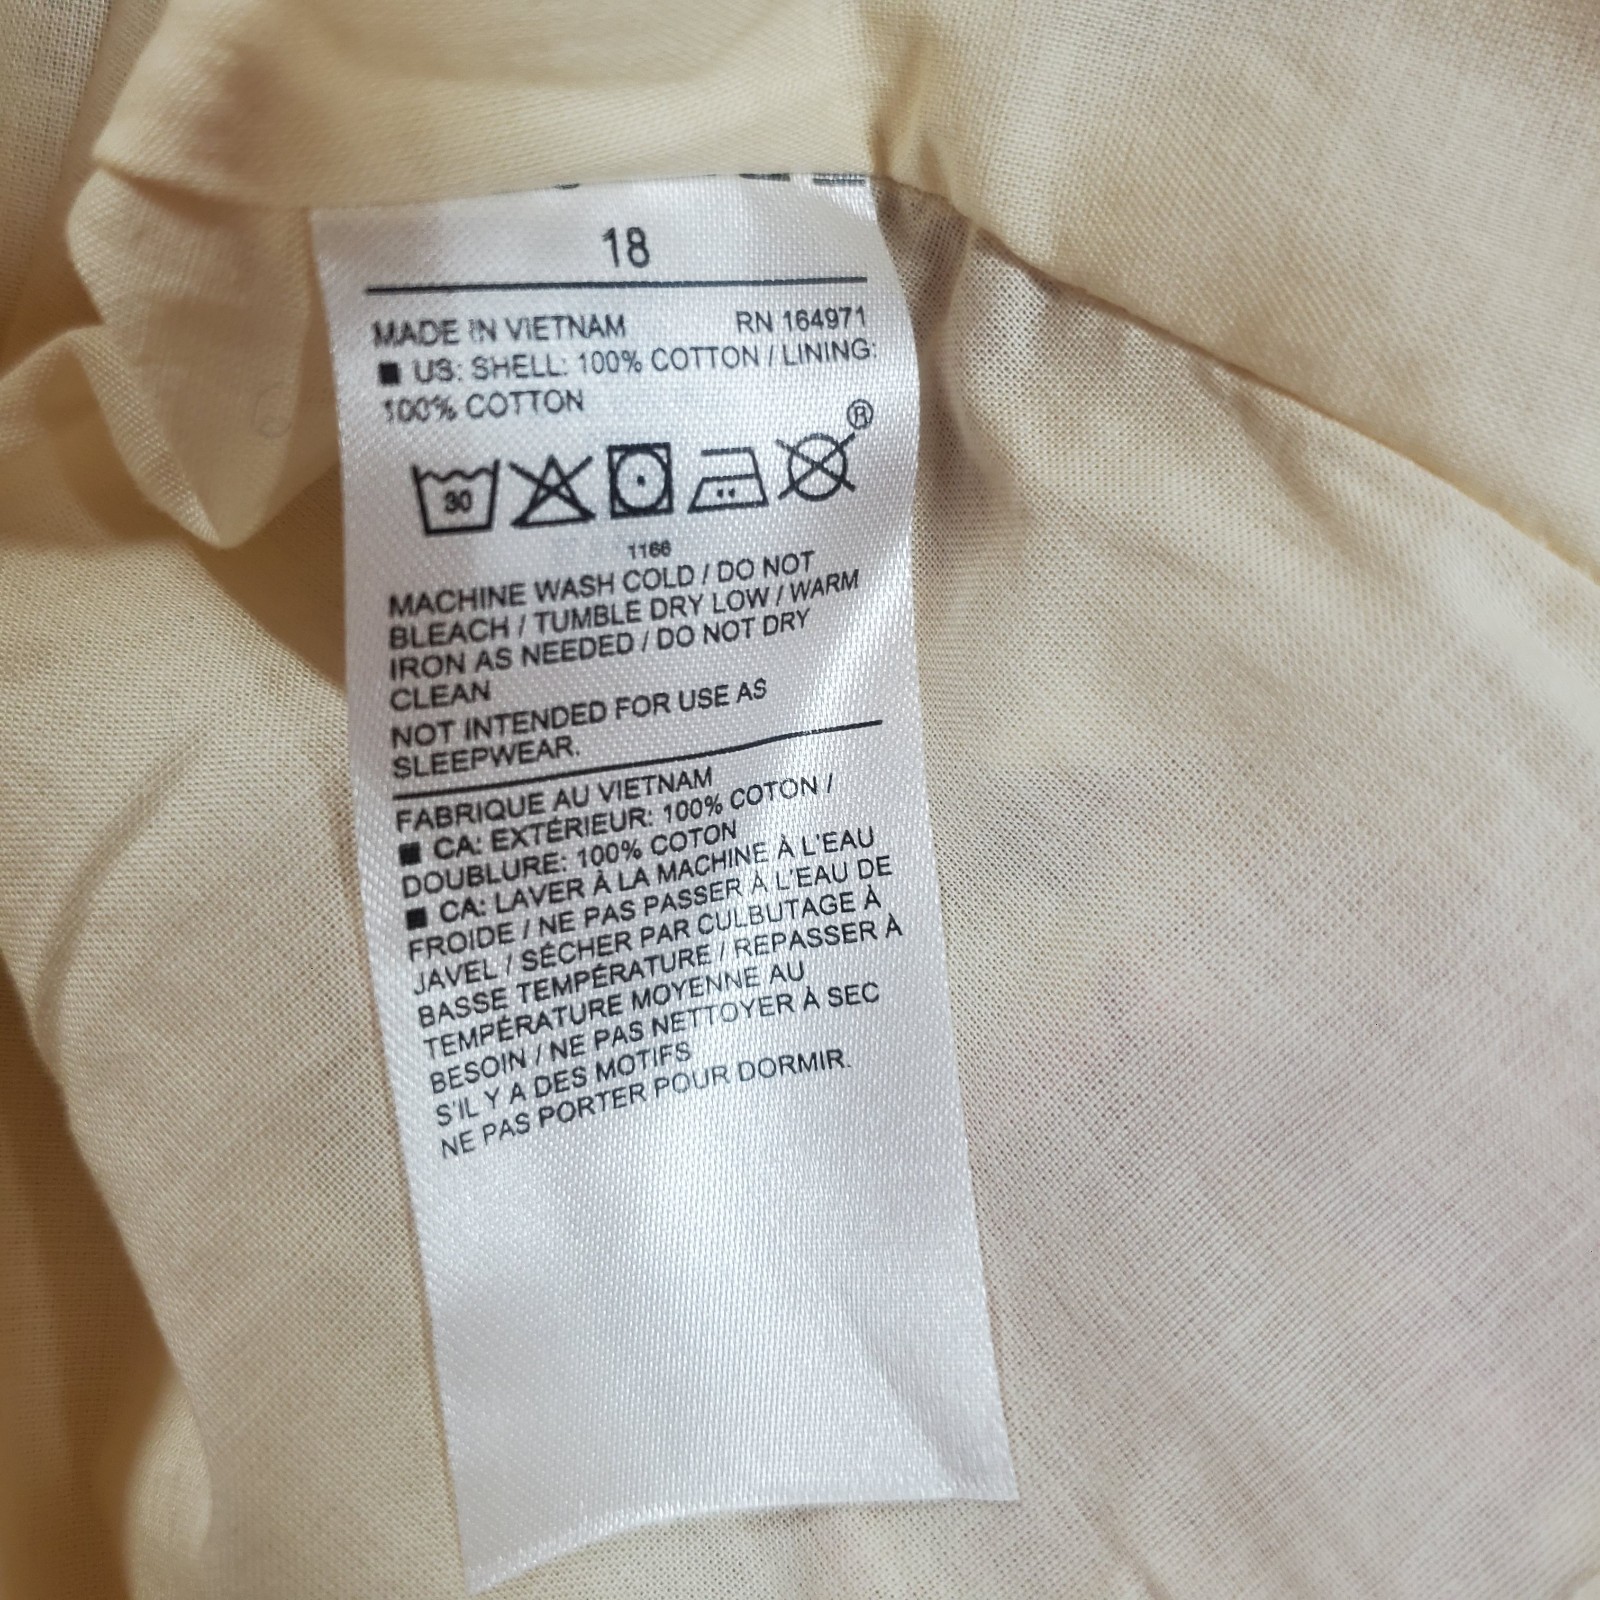 18
MADE IN VIETNAM RN 164971
■ US: SHELL: 100% COTTON / LINING:
100% COTTON
30
®
1166
MACHINE WASH COLD / DO NOT
BLEACH / TUMBLE DRY LOW / WARM
IRON AS NEEDED / DO NOT DRY
CLEAN
NOT INTENDED FOR USE AS
SLEEPWEAR.
FABRIQUE AU VIETNAM
■ CA: EXTÉRIEUR: 100% COTON /
DOUBLURE: 100% COTON
■ CA: LAVER À LA MACHINE À L'EAU
FROIDE / NE PAS PASSER À L'EAU DE
JAVEL / SÉCHER PAR CULBUTAGE À
BASSE TEMPÉRATURE / REPASSER À
TEMPÉRATURE MOYENNE AU
BESOIN / NE PAS NETTOYER À SEC
S'IL Y A DES MOTIFS
NE PAS PORTER POUR DORMIR.